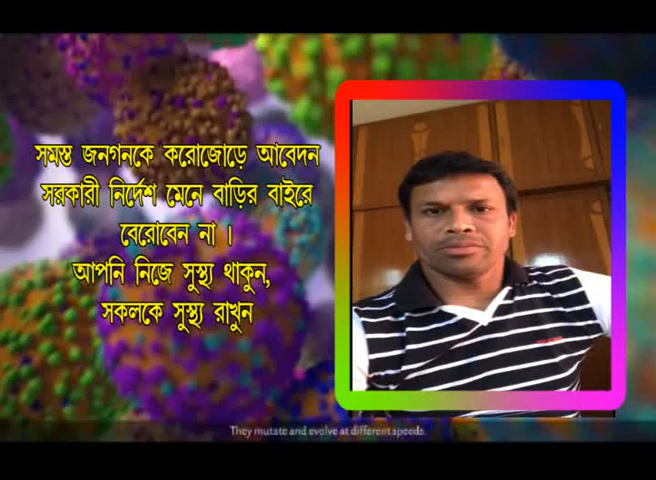 সমস্ত জনগনকে করোজোড়ে আবেদন
সরকারী নির্দেশ মেনে বাড়ির বাইরে
বেরোবেন না ।
আপনি নিজে সুস্থ্য থাকুন,
সকলকে সুস্থ্য রাখুন
They mutate and evolve at different speeds.